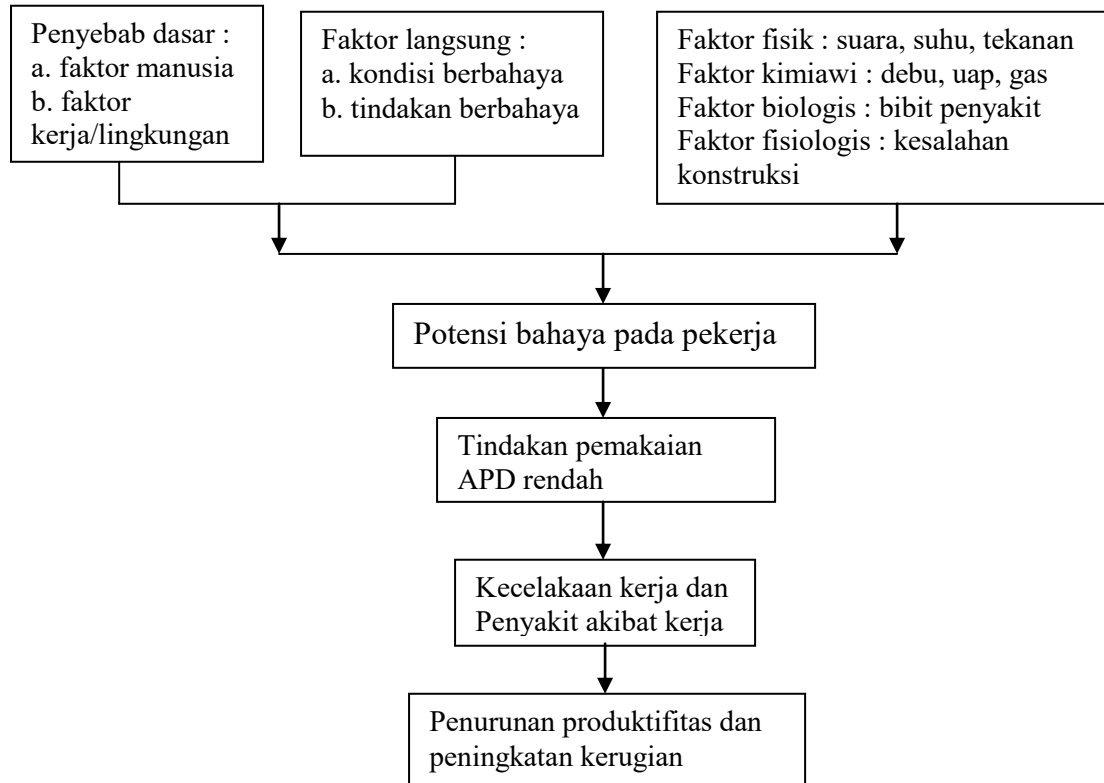 Penyebab dasar :
a. faktor manusia
b. faktor
kerja/lingkungan
Faktor langsung :
a. kondisi berbahaya
b. tindakan berbahaya
Faktor fisik : suara, suhu, tekanan
Faktor kimiawi : debu, uap, gas
Faktor biologis : bibit penyakit
Faktor fisiologis : kesalahan
konstruksi
Potensi bahaya pada pekerja
Tindakan pemakaian
APD rendah
Kecelakaan kerja dan
Penyakit akibat kerja
Penurunan produktifitas dan
peningkatan kerugian